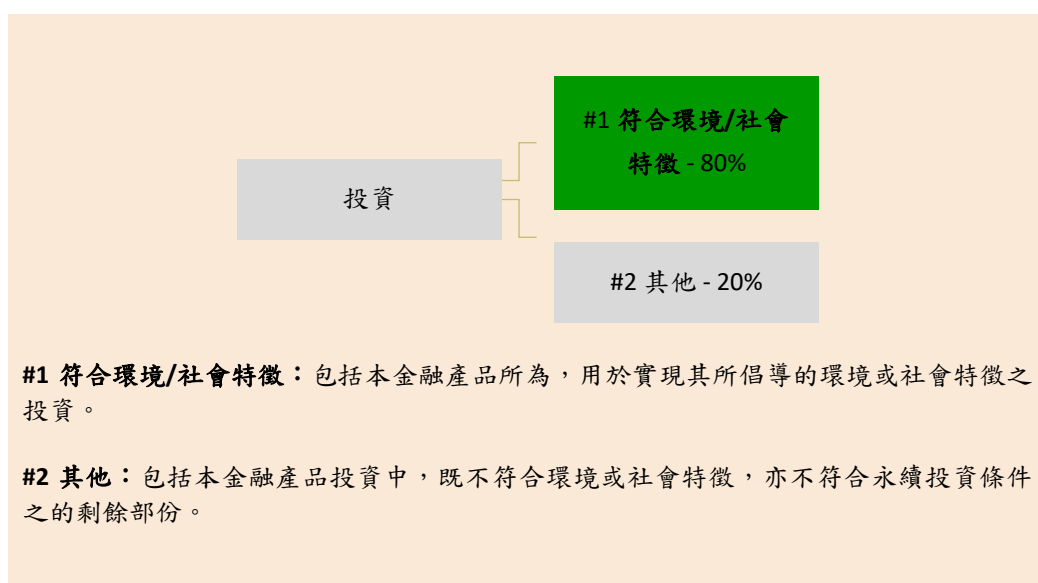 #1 符合環境/社會
特徵 - 80%
投資
#2 其他 - 20%
#1 符合環境/社會特徵：包括本金融產品所為，用於實現其所倡導的環境或社會特徵之
投資。
#2 其他：包括本金融產品投資中，既不符合環境或社會特徵，亦不符合永續投資條件
之的剩餘部份。